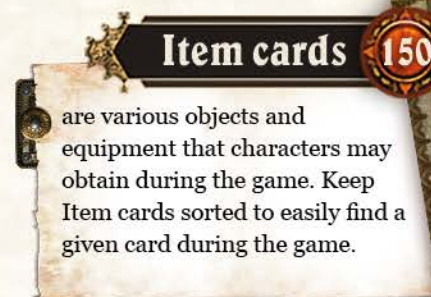 Item cards 150
are various objects and
equipment that characters may
obtain during the game. Keep
Item cards sorted to easily find a
given card during the game.